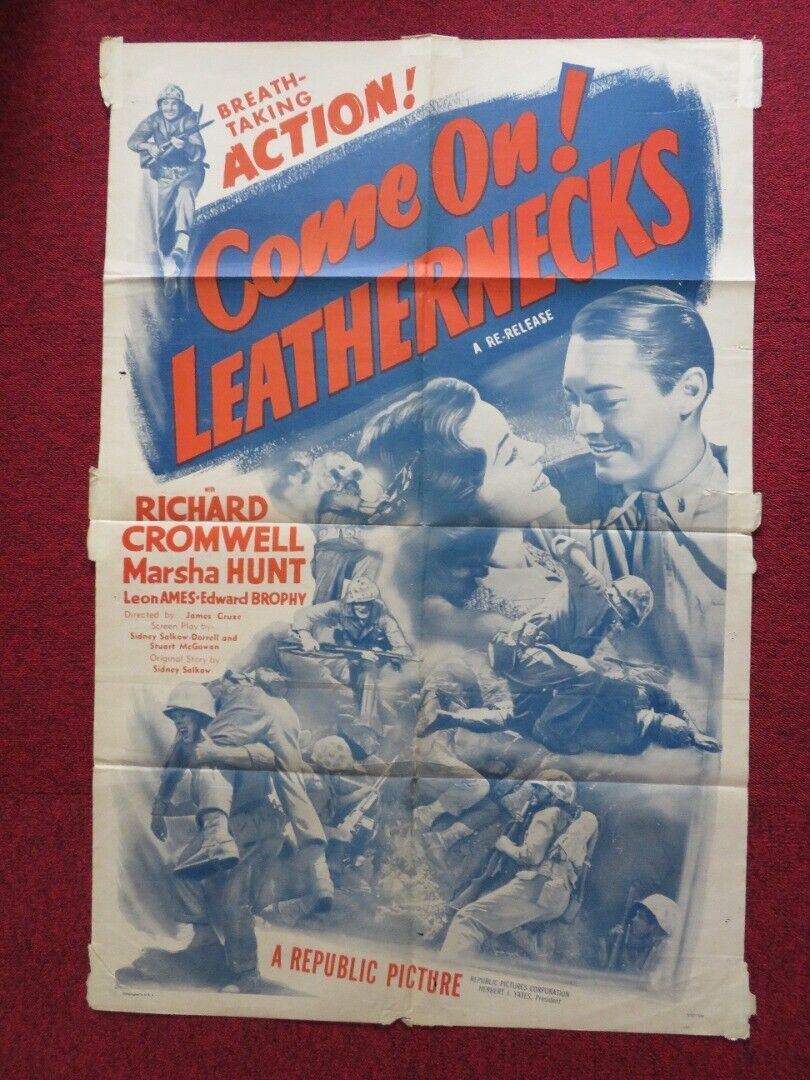 BREATH-
TAKING
ACTION!
Come On!
LEATHERNECKS
A RE-RELEASE
with
RICHARD
CROMWELL
Marsha HUNT
Leon AMES · Edward BROPHY
Directed by James Cruze
Screen Play by-
Sidney Salkow-Dorrell and
Stuart McGowan
Original Story by
Sidney Salkow
A REPUBLIC PICTURE
REPUBLIC PICTURES CORPORATION
HERBERT J. YATES, President